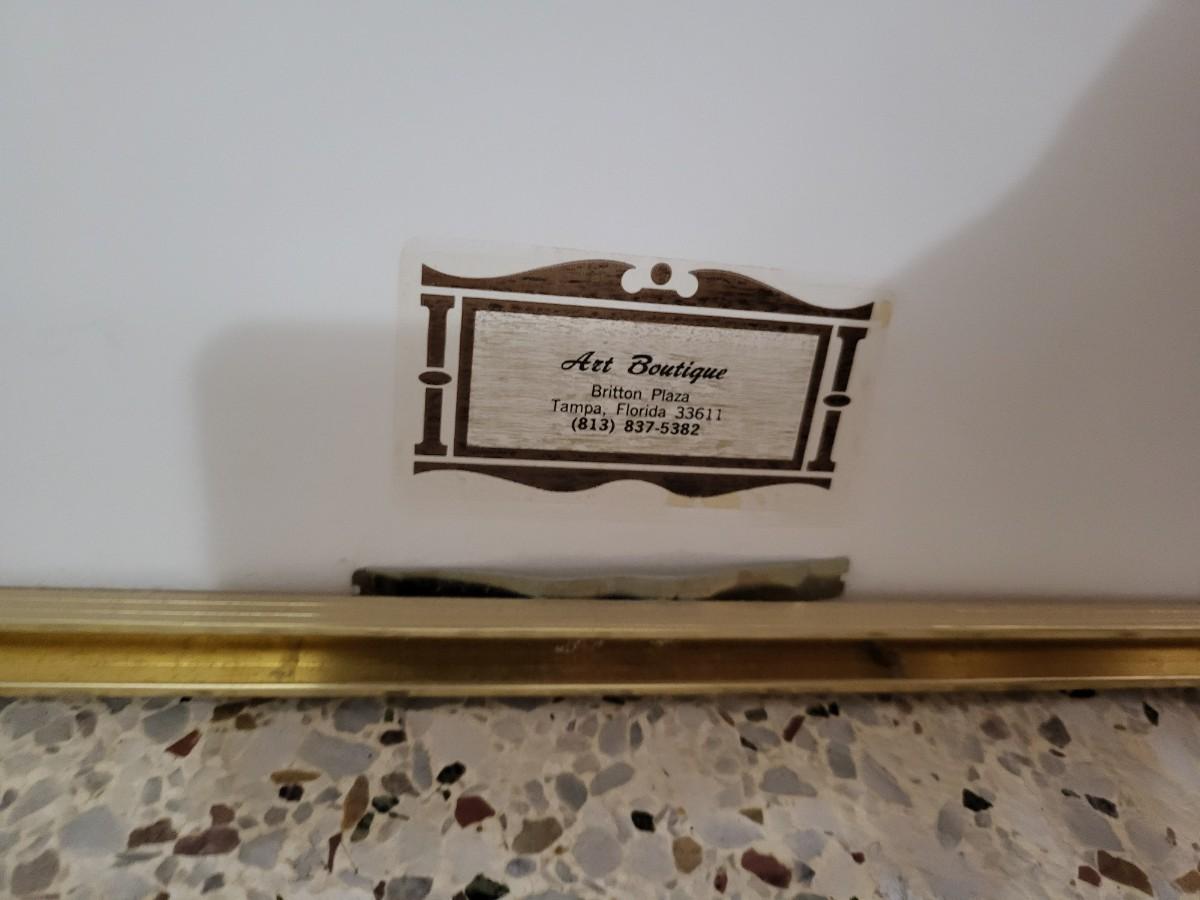 Art Boutique
Britton Plaza
Tampa, Florida 33611
(813) 837-5382